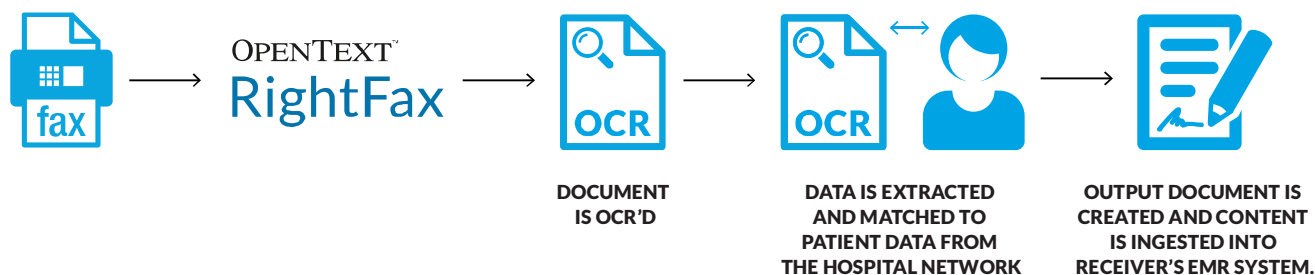 fax
OPENTEXT™
RightFax
OCR
OCR
DOCUMENT
IS OCR’D
DATA IS EXTRACTED
AND MATCHED TO
PATIENT DATA FROM
THE HOSPITAL NETWORK
OUTPUT DOCUMENT IS
CREATED AND CONTENT
IS INGESTED INTO
RECEIVER’S EMR SYSTEM.